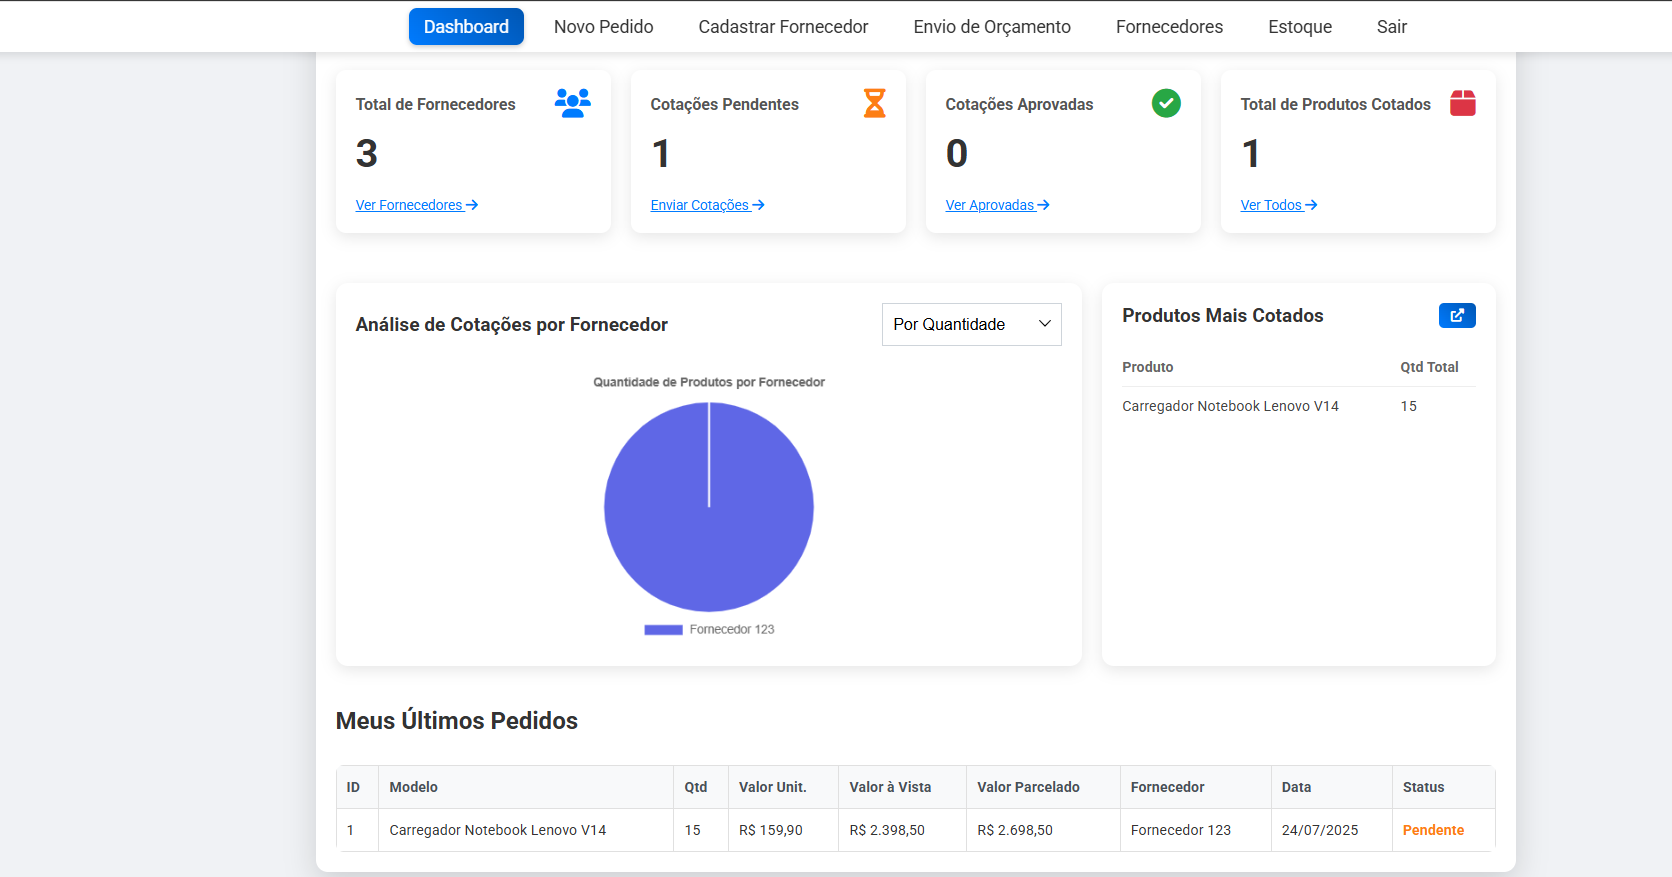 Dashboard Novo Pedido Cadastrar Fornecedor Envio de Orçamento Fornecedores Estoque Sair
Total de Fornecedores
3
Ver Fornecedores
Cotações Pendentes
1
Enviar Cotações
Cotações Aprovadas
0
Ver Aprovadas
Total de Produtos Cotados
1
Ver Todos
Análise de Cotações por Fornecedor
Por Quantidade
Quantidade de Produtos por Fornecedor
Fornecedor 123
Produtos Mais Cotados
Produto Qtd Total
Carregador Notebook Lenovo V14 15
Meus Últimos Pedidos
ID Modelo Qtd Valor Unit. Valor à Vista Valor Parcelado Fornecedor Data Status
1 Carregador Notebook Lenovo V14 15 R$ 159,90 R$ 2.398,50 R$ 2.698,50 Fornecedor 123 24/07/2025 Pendente